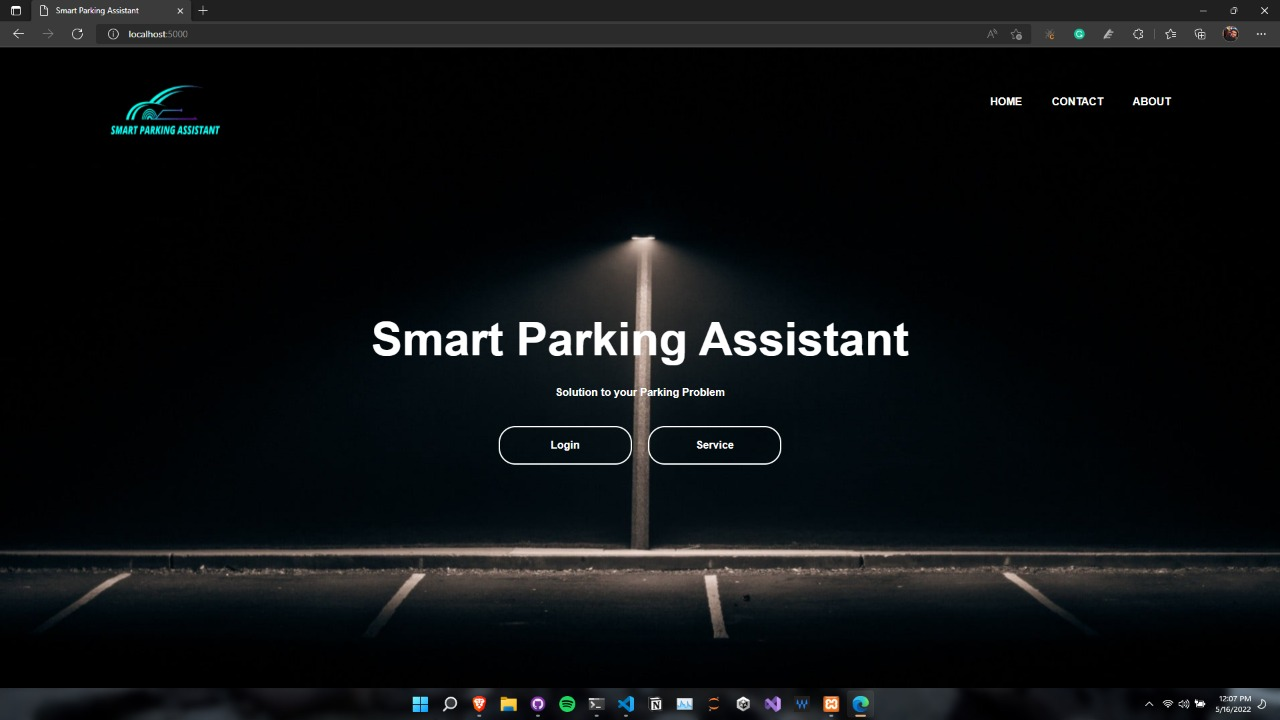 Smart Parking Assistant
localhost:5000
SMART PARKING ASSISTANT
HOME CONTACT ABOUT
Smart Parking Assistant
Solution to your Parking Problem
Login Service
12:07 PM
5/16/2022